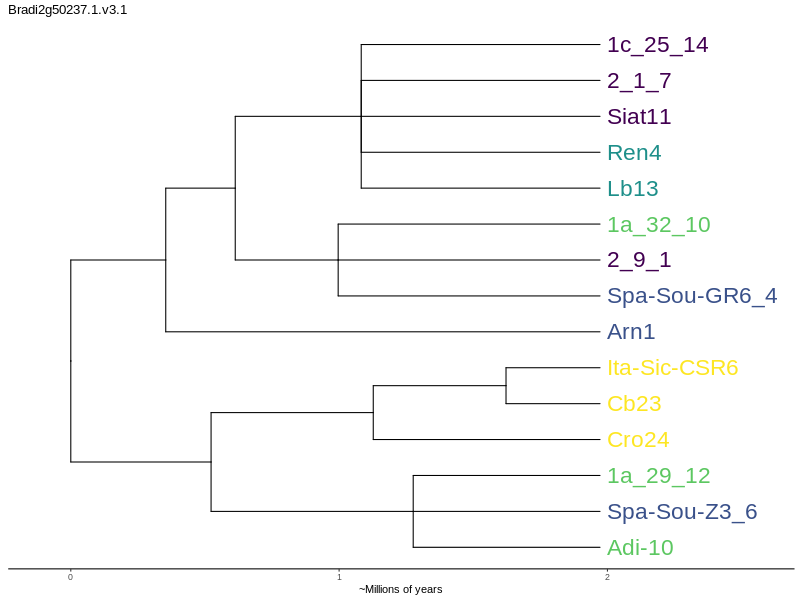 Bradi2g50237.1.v3.1
1c_25_14
2_1_7
Siat11
Ren4
Lb13
1a_32_10
2_9_1
Spa-Sou-GR6_4
Arn1
Ita-Sic-CSR6
Cb23
Cro24
1a_29_12
Spa-Sou-Z3_6
Adi-10
0 1 2
~Millions of years